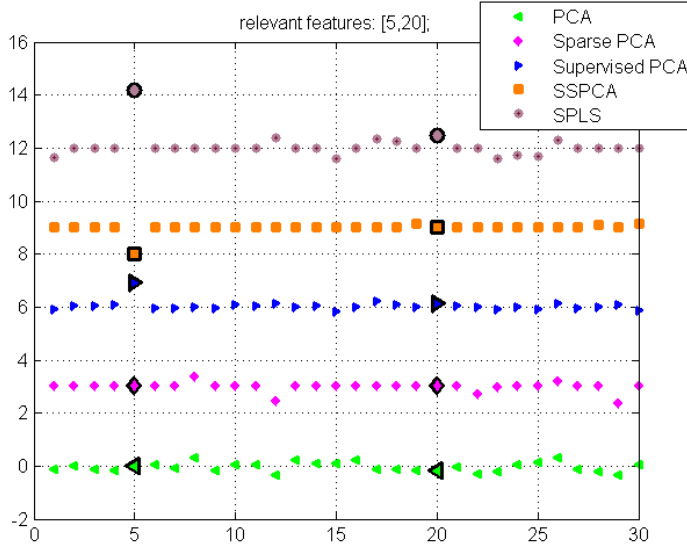 relevant features: [5,20];
PCA
Sparse PCA
Supervised PCA
SSPCA
SPLS
16
14
12
10
8
6
4
2
0
-2
0 5 10 15 20 25 30